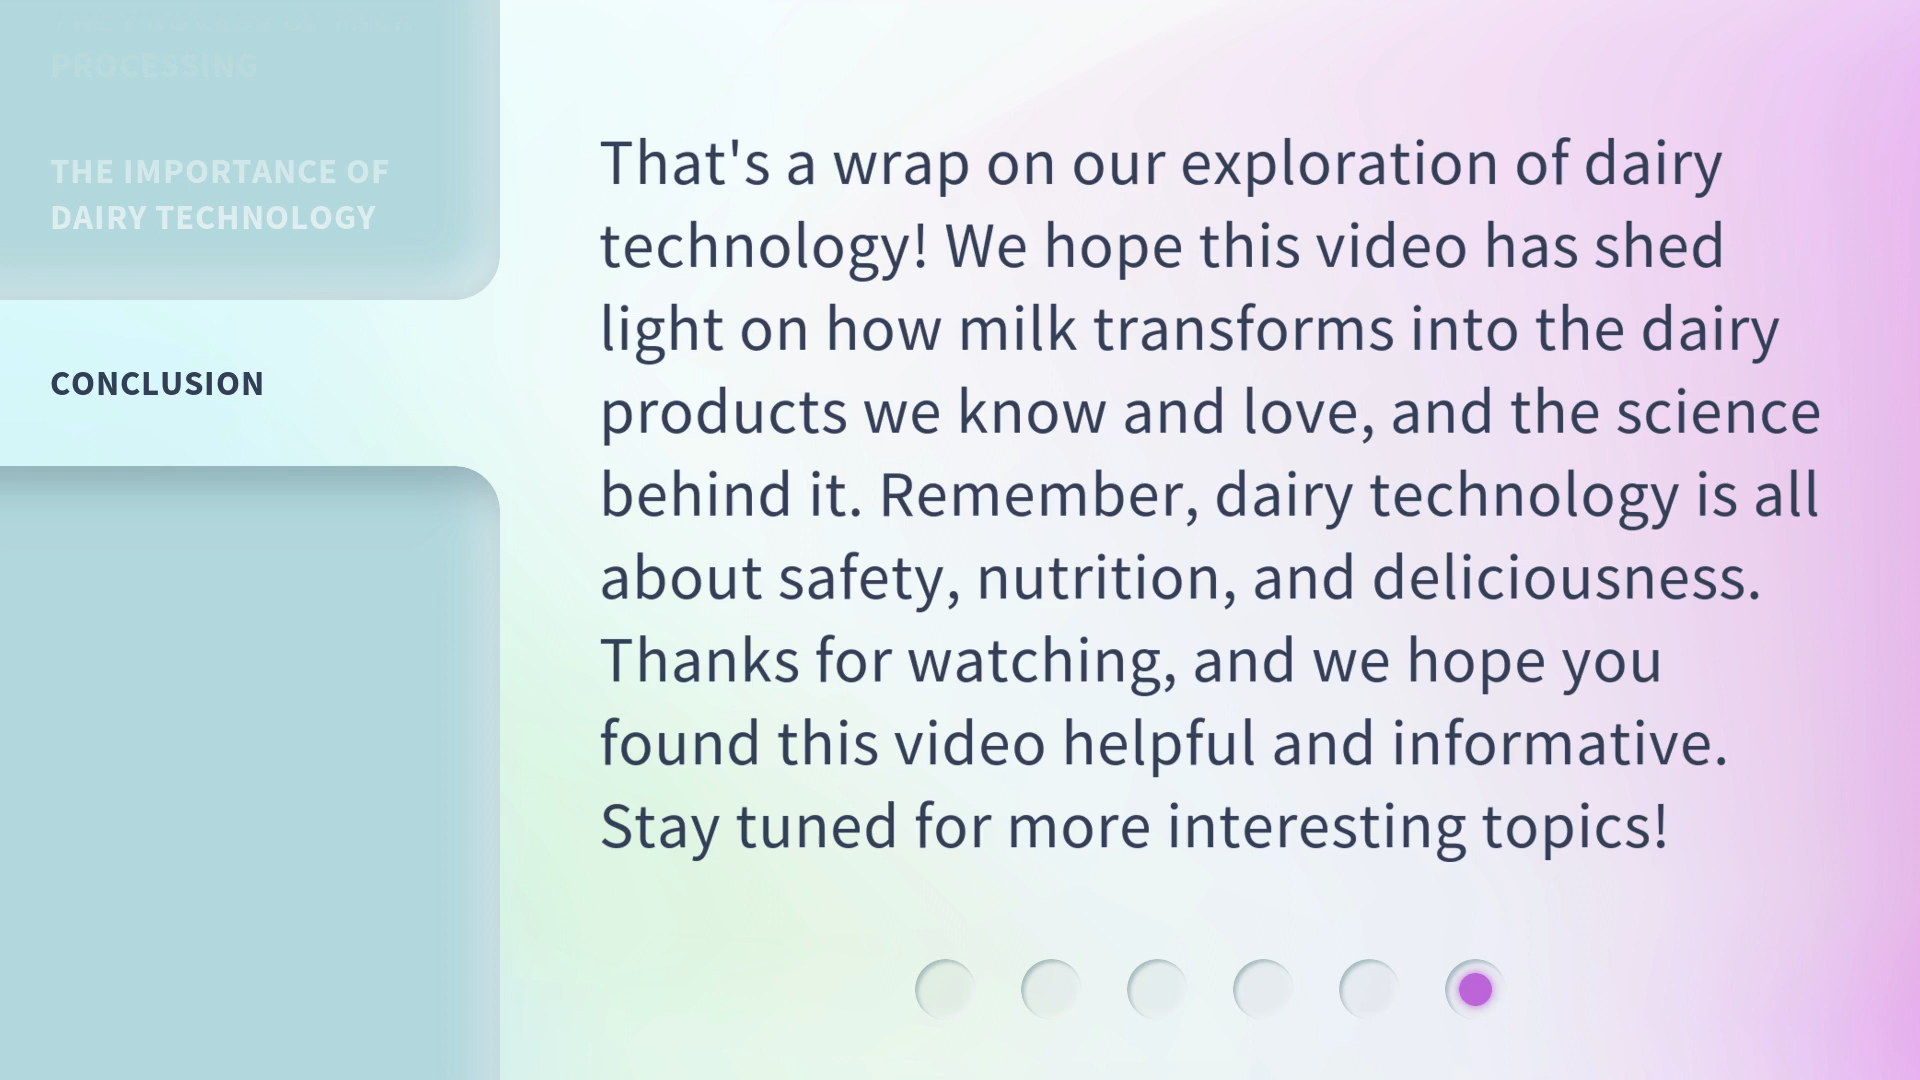 PROCESSING
THE IMPORTANCE OF
DAIRY TECHNOLOGY
CONCLUSION
That's a wrap on our exploration of dairy
technology! We hope this video has shed
light on how milk transforms into the dairy
products we know and love, and the science
behind it. Remember, dairy technology is all
about safety, nutrition, and deliciousness.
Thanks for watching, and we hope you
found this video helpful and informative.
Stay tuned for more interesting topics!